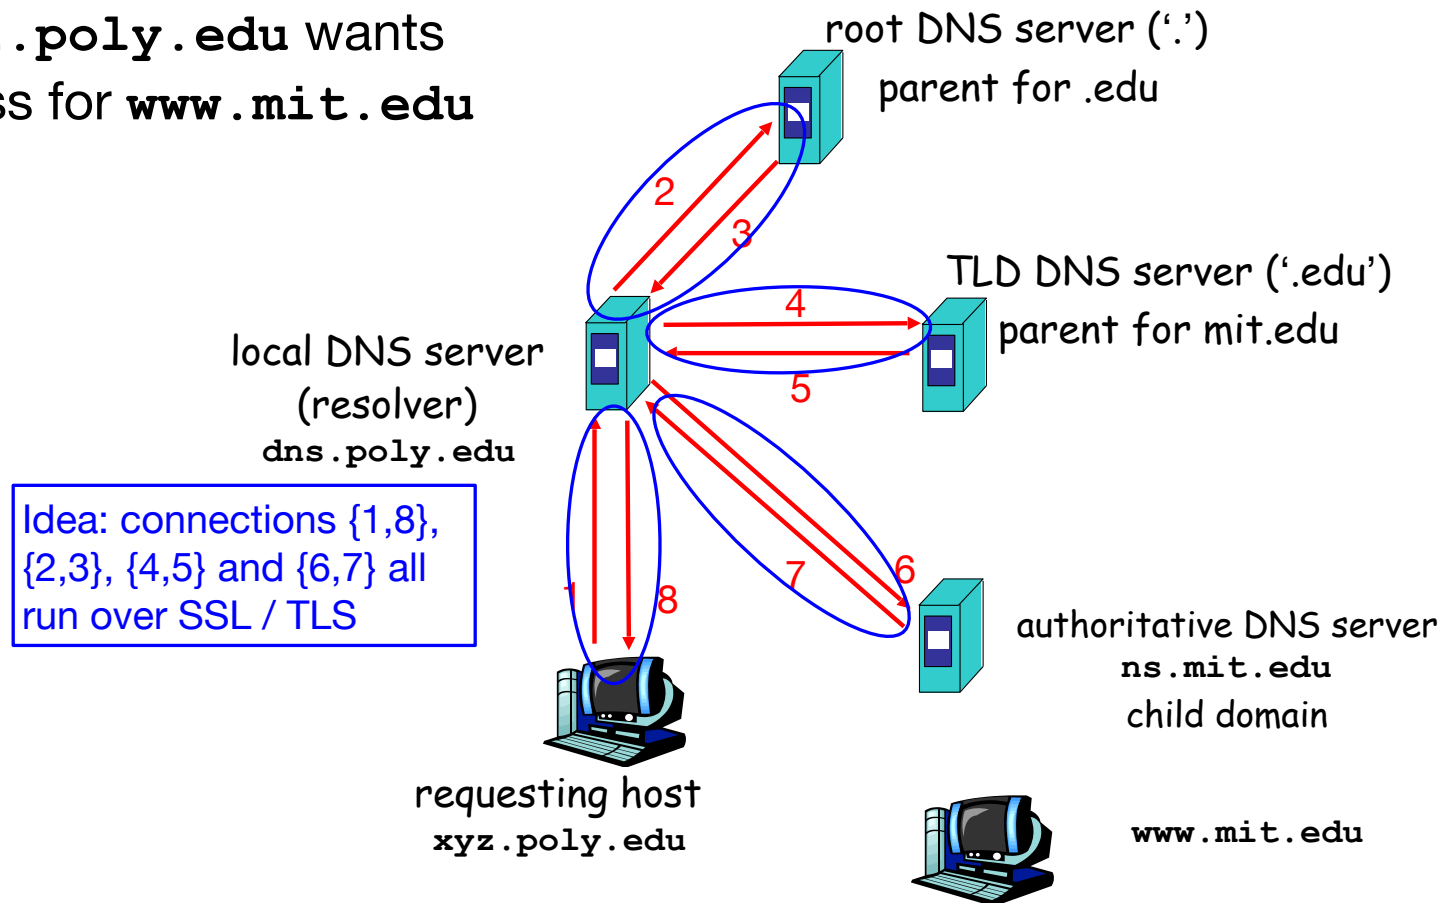 ..poly.edu wants
ss for www.mit.edu
root DNS server (‘.’)
parent for .edu
2
3
TLD DNS server (‘.edu’)
parent for mit.edu
4
5
local DNS server
(resolver)
dns.poly.edu
Idea: connections {1,8},
{2,3}, {4,5} and {6,7} all
run over SSL / TLS
1
8
7
6
authoritative DNS server
ns.mit.edu
child domain
requesting host
xyz.poly.edu
www.mit.edu